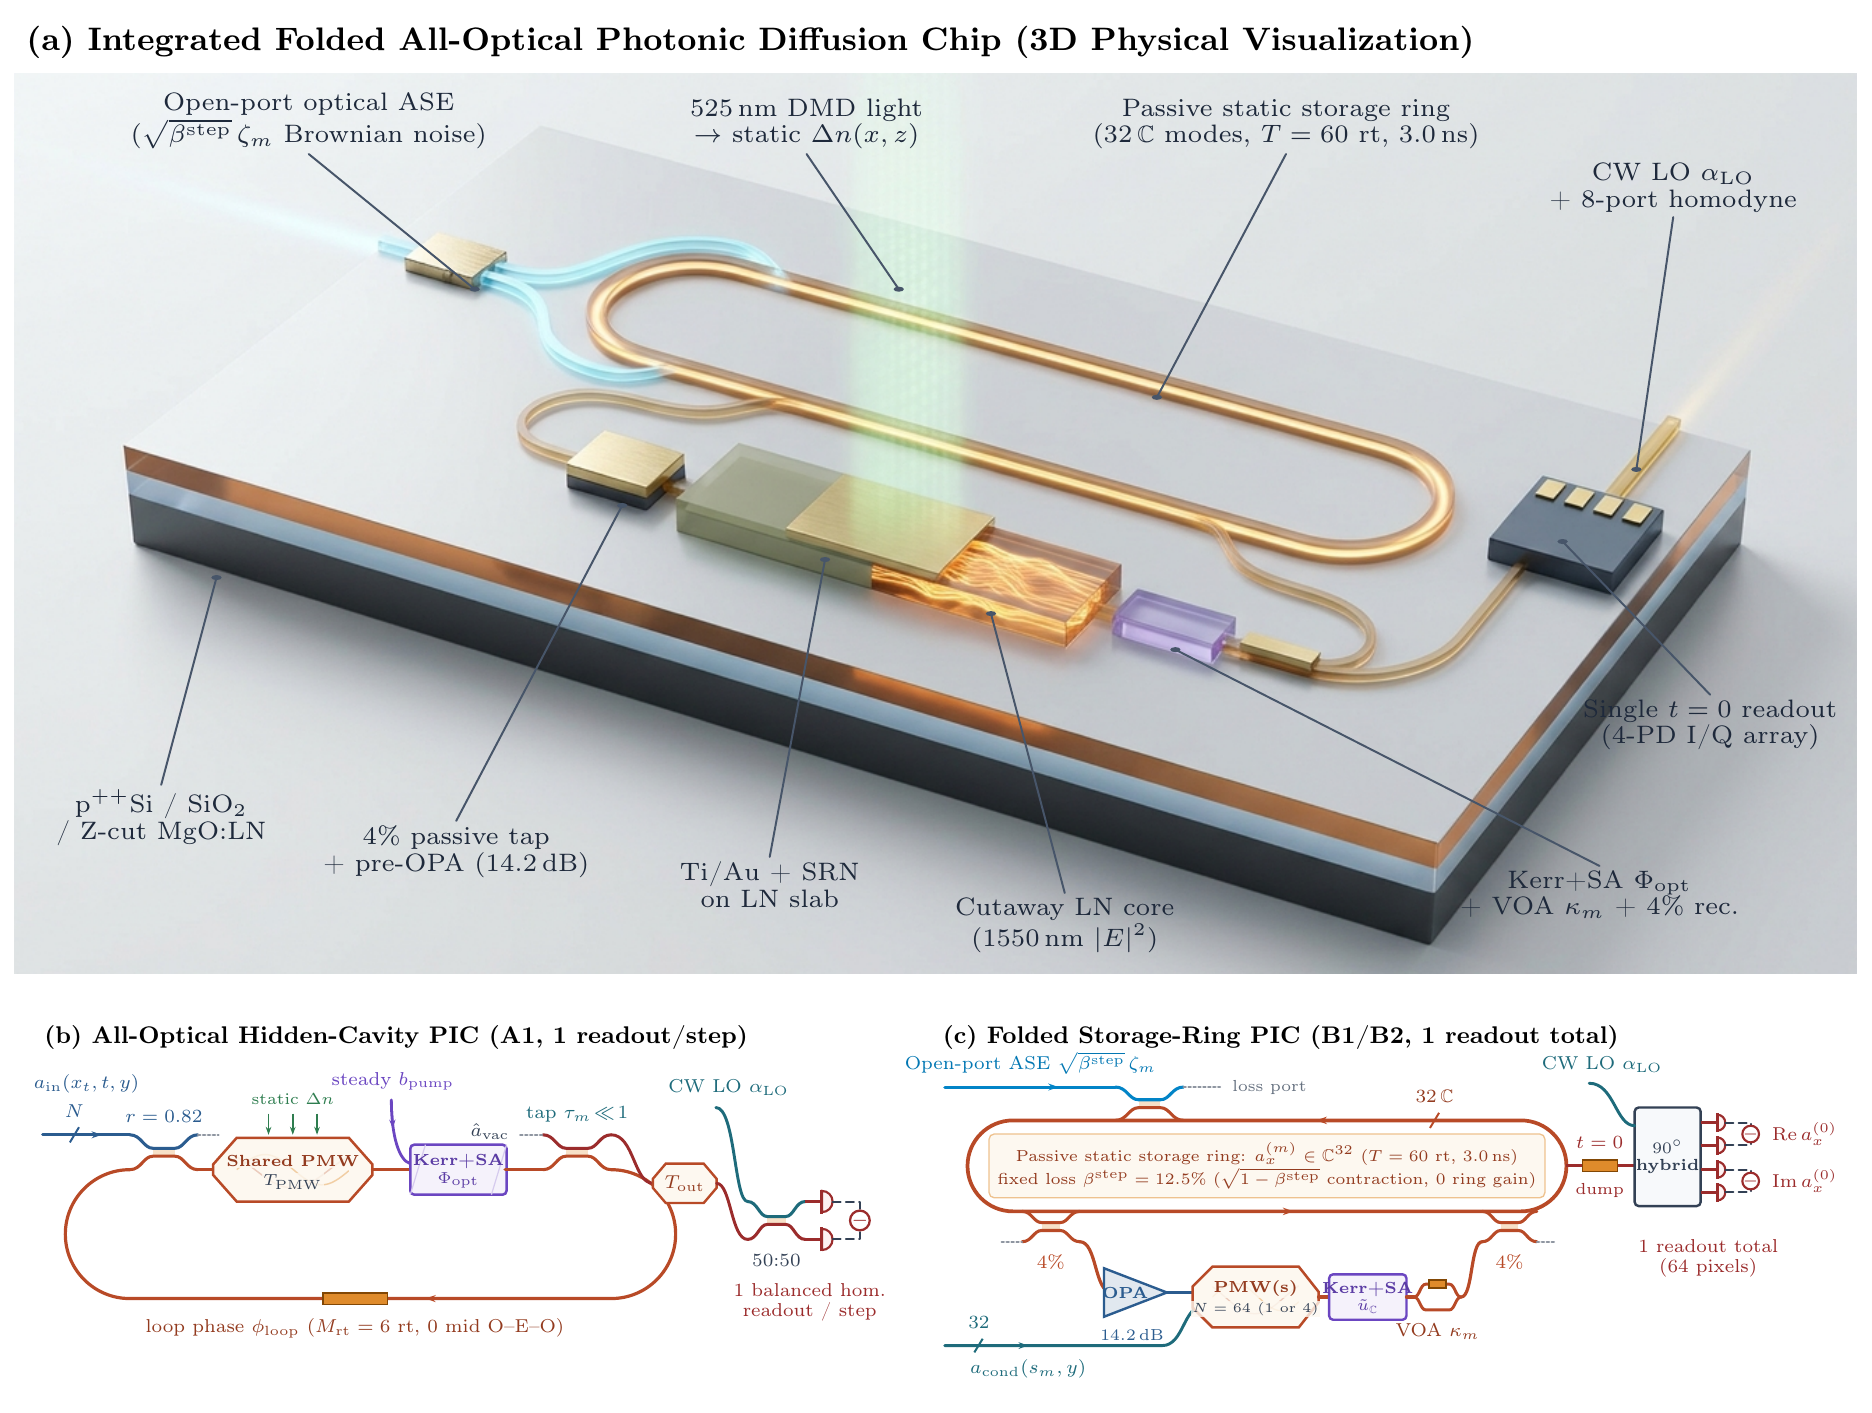 (a) Integrated Folded All-Optical Photonic Diffusion Chip (3D Physical Visualization)
Open-port optical ASE
(√β^step ζ_m Brownian noise)
525 nm DMD light
→ static Δn(x, z)
Passive static storage ring
(32 ℂ modes, T = 60 rt, 3.0 ns)
CW LO α_LO
+ 8-port homodyne
Single t = 0 readout
(4-PD I/Q array)
p⁺⁺Si / SiO₂
/ Z-cut MgO:LN
4% passive tap
+ pre-OPA (14.2 dB)
Ti/Au + SRN
on LN slab
Cutaway LN core
(1550 nm |E|²)
Kerr+SA Φ_opt
+ VOA κ_m + 4% rec.
(b) All-Optical Hidden-Cavity PIC (A1, 1 readout/step)
a_in(x_t, t, y)
N
r = 0.82
static Δn
steady b_pump
â_vac
tap τ_m ≪ 1
CW LO α_LO
Shared PMW
T_PMW
Kerr+SA
Φ_opt
T_out
50:50
−
1 balanced hom.
readout / step
loop phase ϕ_loop (M_rt = 6 rt, 0 mid O–E–O)
(c) Folded Storage-Ring PIC (B1/B2, 1 readout total)
Open-port ASE √β^step ζ_m
loss port
32 ℂ
CW LO α_LO
Passive static storage ring: a_x^(m) ∈ ℂ³² (T = 60 rt, 3.0 ns)
fixed loss β^step = 12.5% (√1 − β^step contraction, 0 ring gain)
t = 0
dump
90°
hybrid
−
−
Re a_x^(0)
Im a_x^(0)
1 readout total
(64 pixels)
4%
4%
OPA
14.2 dB
PMW(s)
N = 64 (1 or 4)
Kerr+SA
ũ_ℂ
VOA κ_m
32
a_cond(s_m, y)